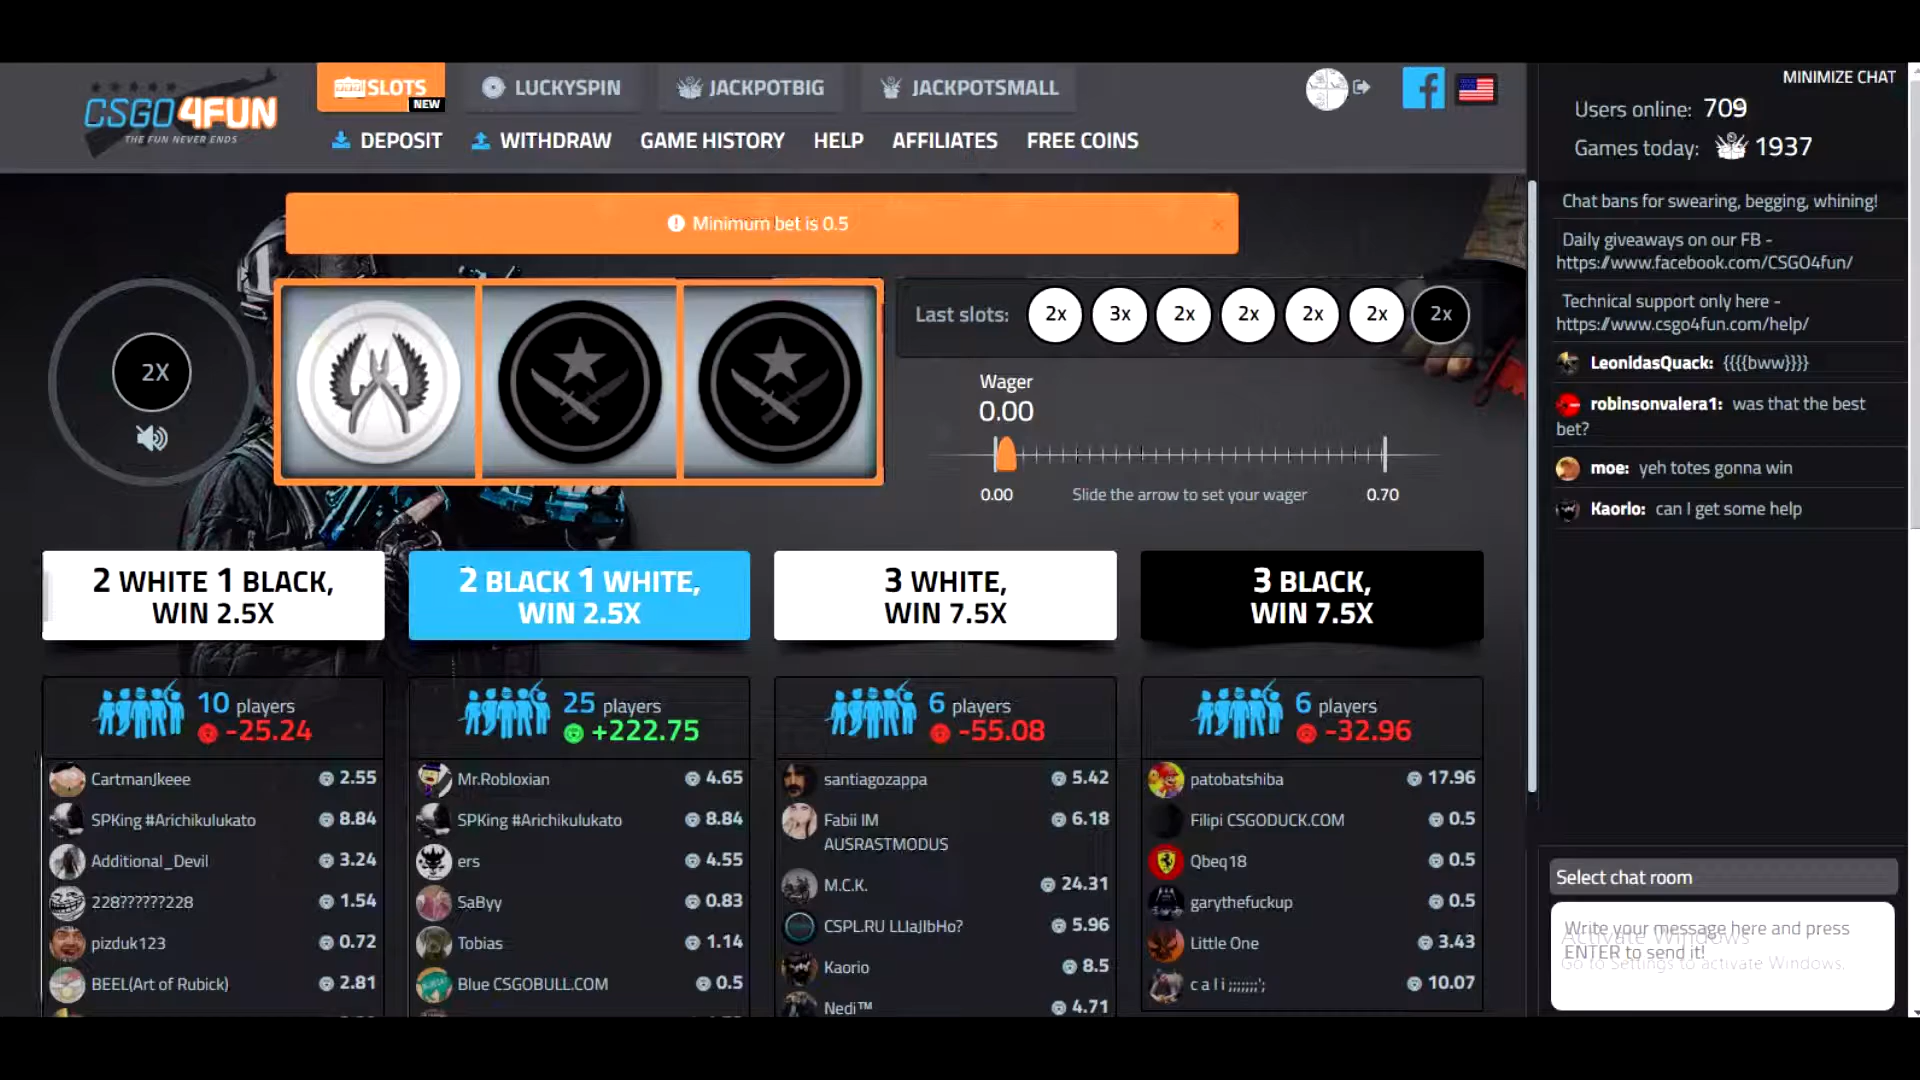 CSGO4FUN
THE FUN NEVER ENDS
SLOTS
NEW
LUCKYSPIN
JACKPOTBIG
JACKPOTSMALL
DEPOSIT
WITHDRAW
GAME HISTORY
HELP
AFFILIATES
FREE COINS
MINIMIZE CHAT
Users online: 709
Games today: 1937
Minimum bet is 0.5
2X
Last slots: 2x 3x 2x 2x 2x 2x 2x
Wager
0.00
0.00 Slide the arrow to set your wager 0.70
2 WHITE 1 BLACK,
WIN 2.5X
2 BLACK 1 WHITE,
WIN 2.5X
3 WHITE,
WIN 7.5X
3 BLACK,
WIN 7.5X
10 players
-25.24
CartmanJkeee 2.55
SPKing #Arichikulukato 8.84
Additional_Devil 3.24
228??????228 1.54
pizduk123 0.72
BEEL(Art of Rubick) 2.81
25 players
+222.75
Mr.Robloxian 4.65
SPKing #Arichikulukato 8.84
ers 4.55
SaByy 0.83
Tobias 1.14
Blue CSGOBULL.COM 0.5
6 players
-55.08
santiagozappa 5.42
Fabii IM 6.18
AUSRASTMODUS
M.C.K. 24.31
CSPL.RU LLIaJIbHo? 5.96
Kaorio 8.5
Nedi™ 4.71
6 players
-32.96
patobatshiba 17.96
Filipi CSGODUCK.COM 0.5
Qbeq18 0.5
garythefuckup 0.5
Little One 3.43
c a l i ;;;;;;;'; 10.07
Chat bans for swearing, begging, whining!
Daily giveaways on our FB -
https://www.facebook.com/CSGO4fun/
Technical support only here -
https://www.csgo4fun.com/help/
LeonidasQuack: {{{{bww}}}}
robinsonvalera1: was that the best
bet?
moe: yeh totes gonna win
Kaorio: can I get some help
Select chat room
Write your message here and press
ENTER to send it!
Activate Windows
Go to Settings to activate Windows.